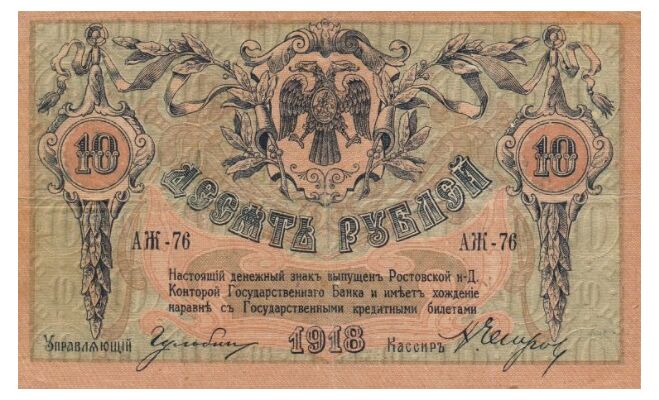 10
10
ДЕСЯТЬ РУБЛЕЙ
АЖ - 76
АЖ - 76
Настоящій денежный знакъ выпущенъ Ростовской н-Д.
Конторой Государственнаго Банка и имѣетъ хожденіе
наравнѣ съ Государственными кредитными билетами
Управляющій
1918
Кассиръ